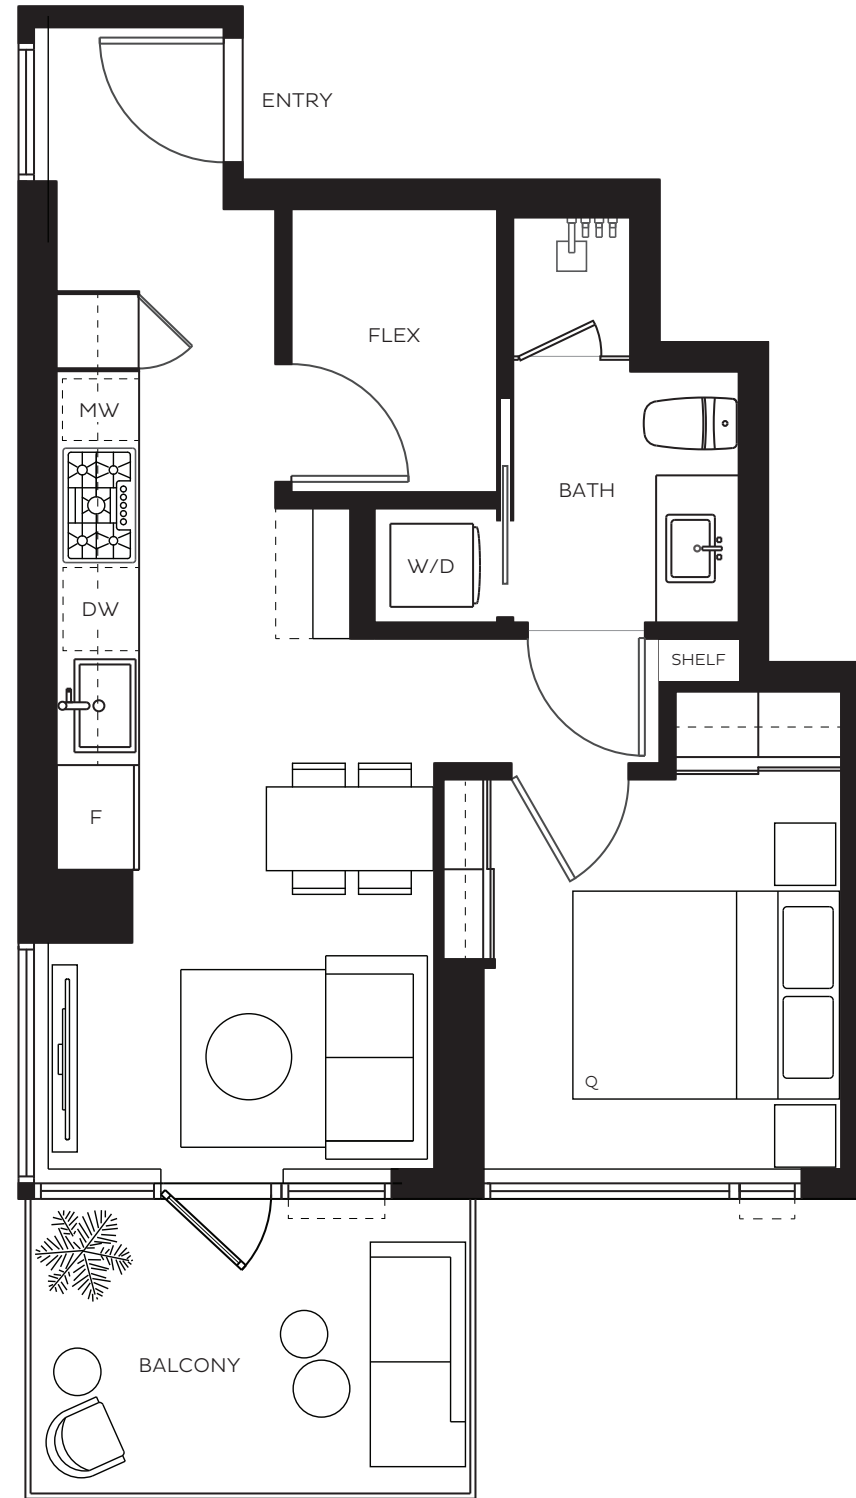 ENTRY
FLEX
MW
BATH
W/D
DW
SHELF
F
Q
BALCONY